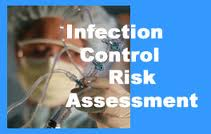 Infection
Control
Risk
Assessment